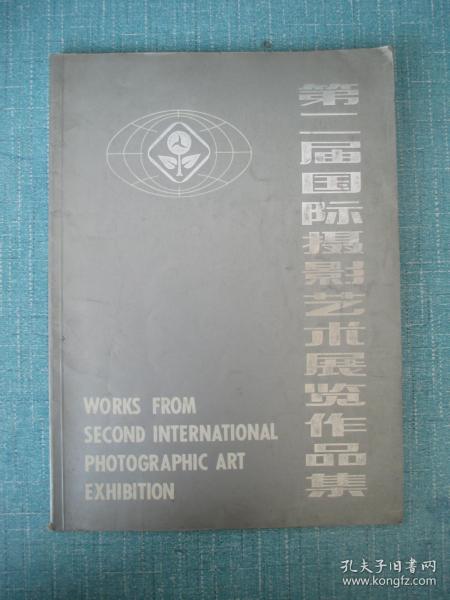 第二届国际摄影艺术展览作品集
WORKS FROM
SECOND INTERNATIONAL
PHOTOGRAPHIC ART
EXHIBITION
孔夫子旧书网
www.kongfz.com